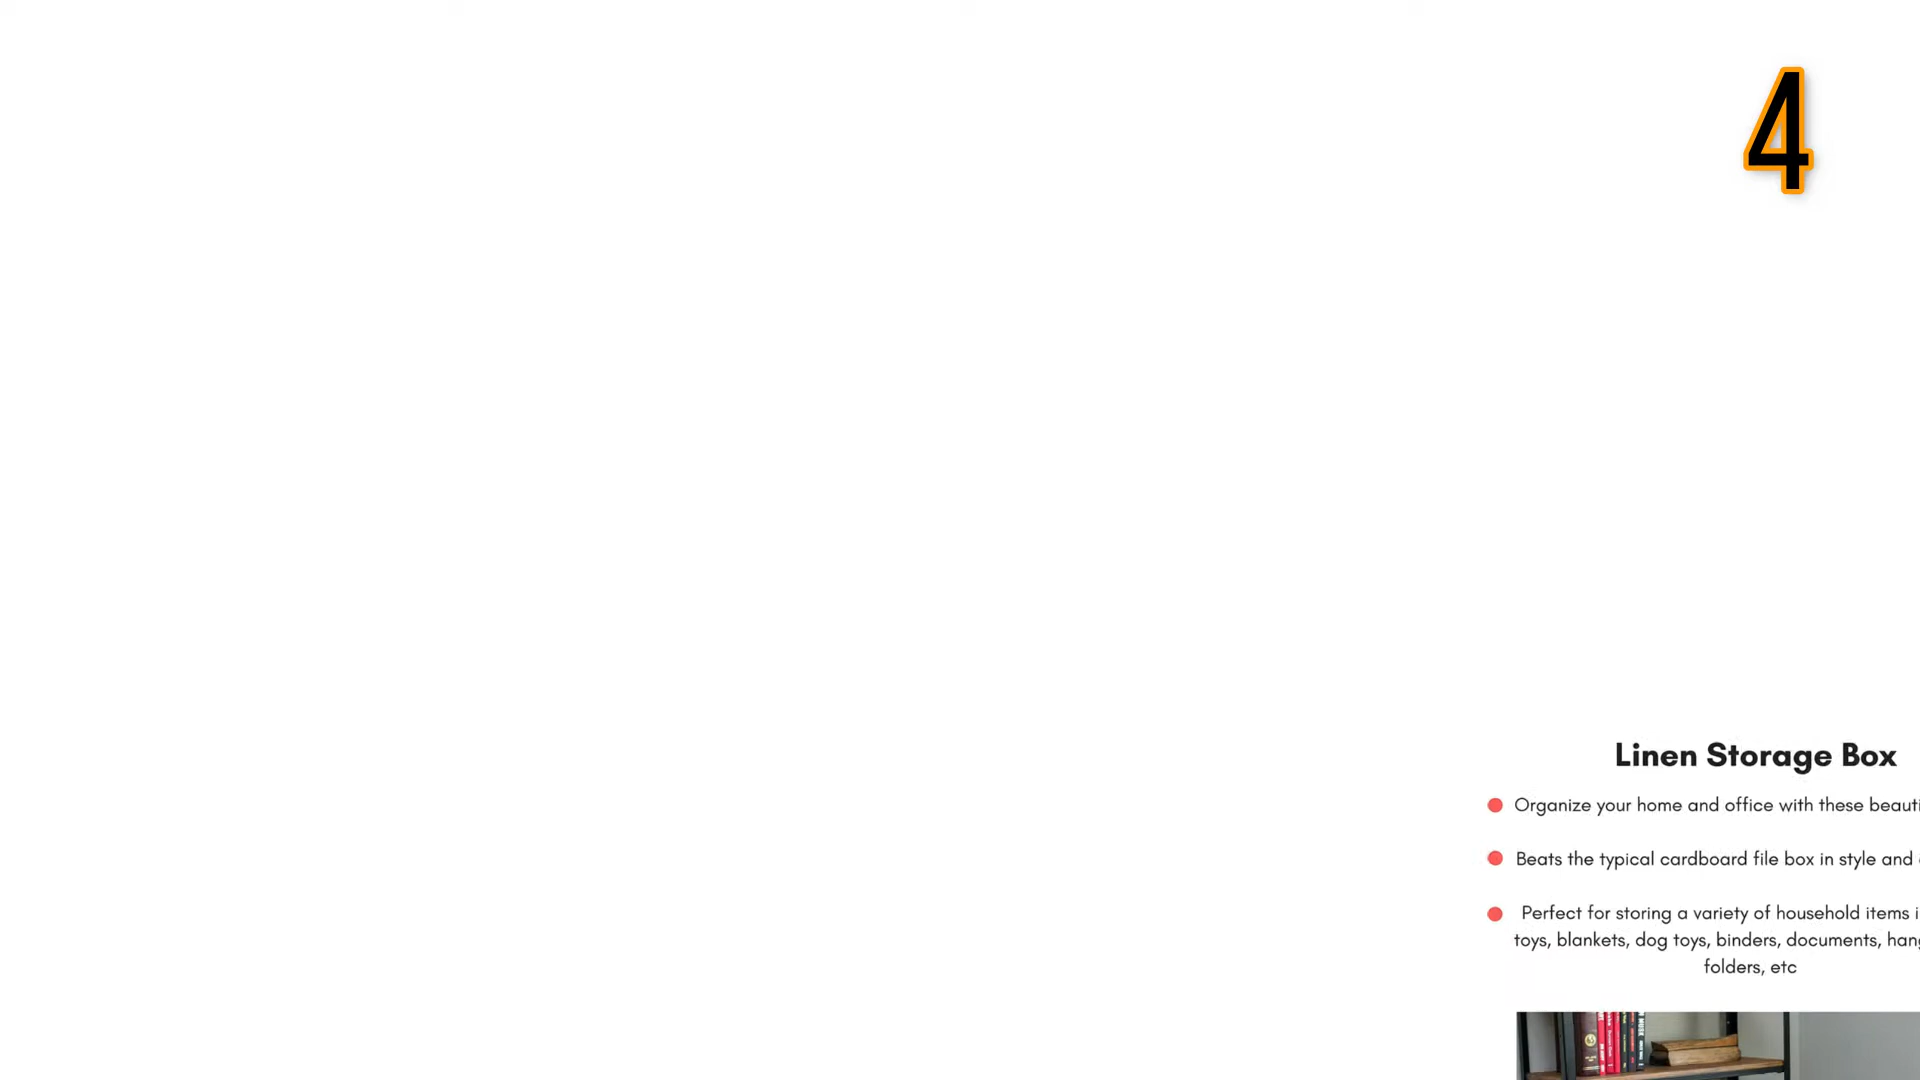 4
Linen Storage Box
Organize your home and office with these
Beats the typical cardboard file box in style and
Perfect for storing a variety of household items
toys, blankets, dog toys, binders, documents,
folders, etc